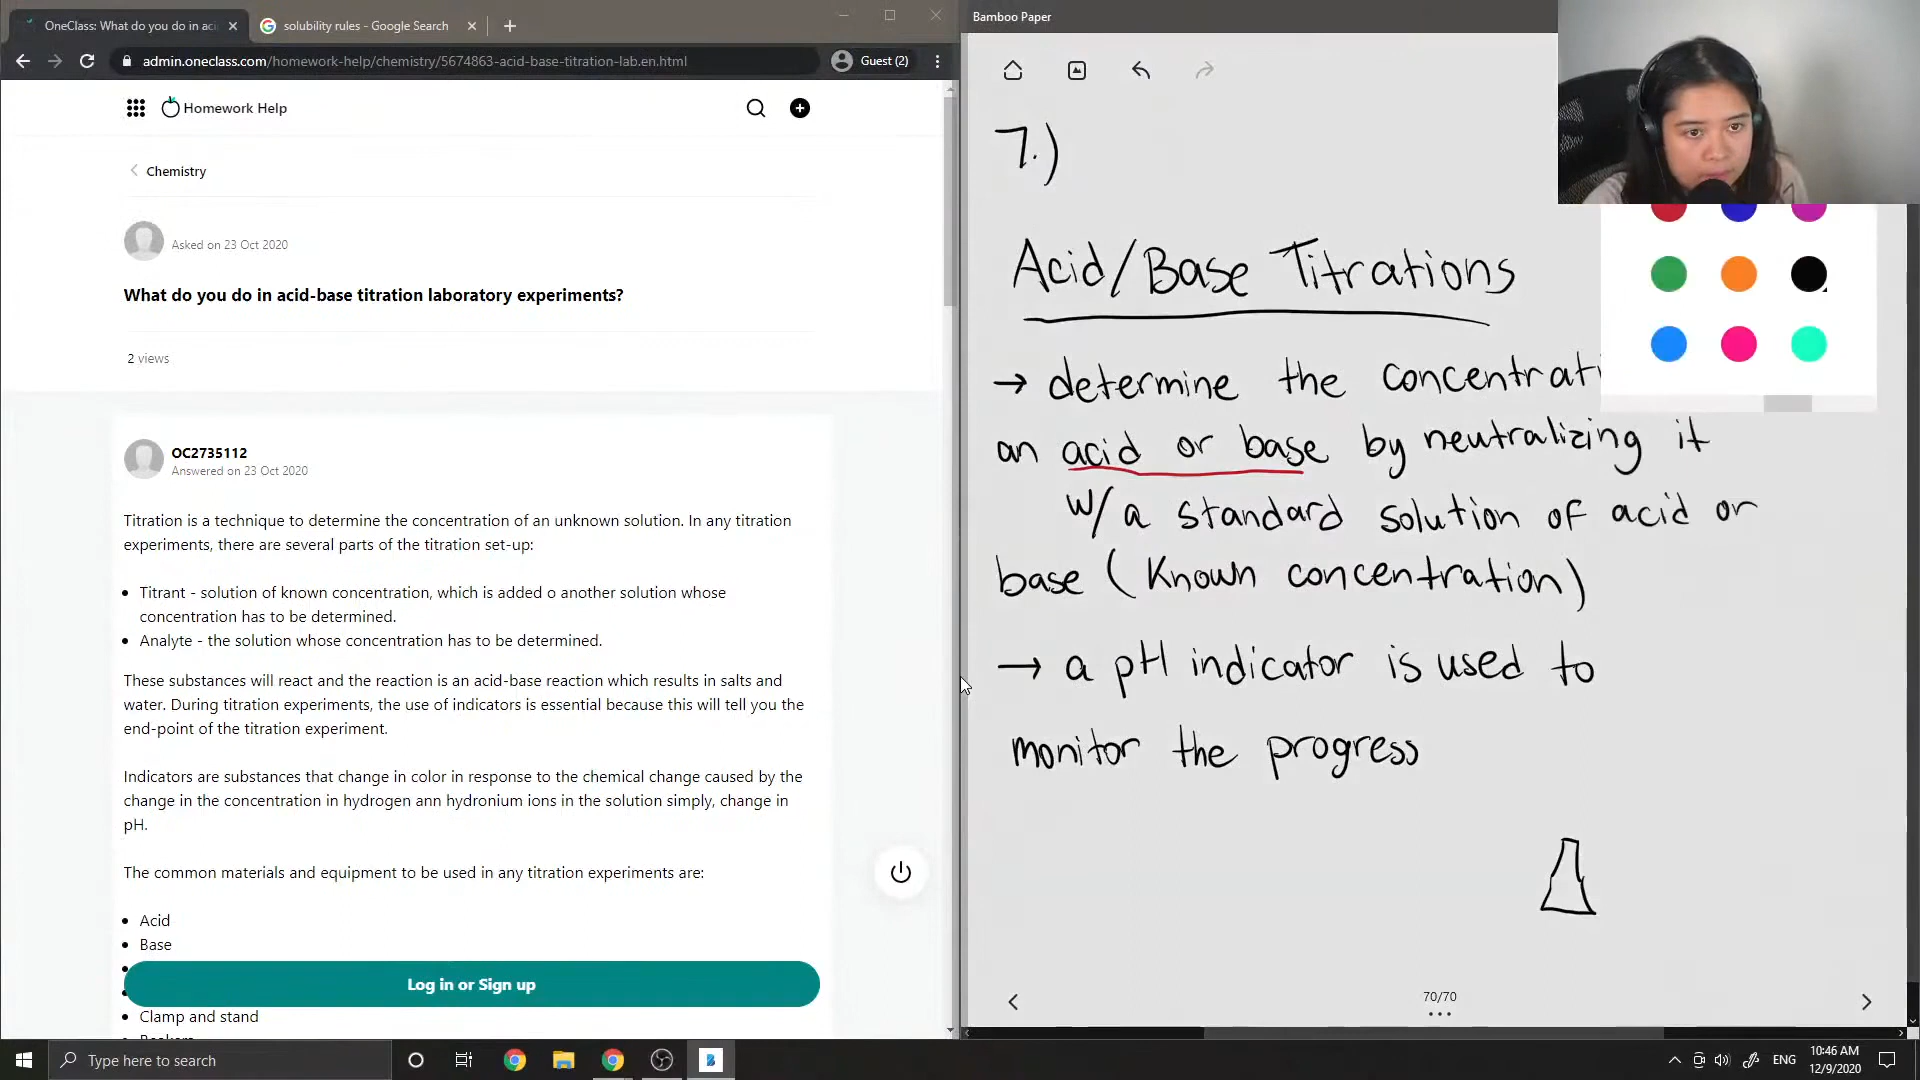 OneClass: What do you do in aci
solubility rules - Google Search
admin.oneclass.com/homework-help/chemistry/5674863-acid-base-titration-lab.en.html
Guest (2)
Homework Help
Chemistry
Asked on 23 Oct 2020
What do you do in acid-base titration laboratory experiments?
2 views
OC2735112
Answered on 23 Oct 2020
Titration is a technique to determine the concentration of an unknown solution. In any titration
experiments, there are several parts of the titration set-up:
Titrant - solution of known concentration, which is added o another solution whose
concentration has to be determined.
Analyte - the solution whose concentration has to be determined.
These substances will react and the reaction is an acid-base reaction which results in salts and
water. During titration experiments, the use of indicators is essential because this will tell you the
end-point of the titration experiment.
Indicators are substances that change in color in response to the chemical change caused by the
change in the concentration in hydrogen ann hydronium ions in the solution simply, change in
pH.
The common materials and equipment to be used in any titration experiments are:
Acid
Base
Log in or Sign up
Clamp and stand
Bamboo Paper
7.)
Acid/Base Titrations
→ determine the concentrati
an acid or base by neutralizing it
w/ a standard solution of acid or
base (Known concentration)
→ a pH indicator is used to
monitor the progress
70/70
Type here to search
ENG
10:46 AM
12/9/2020